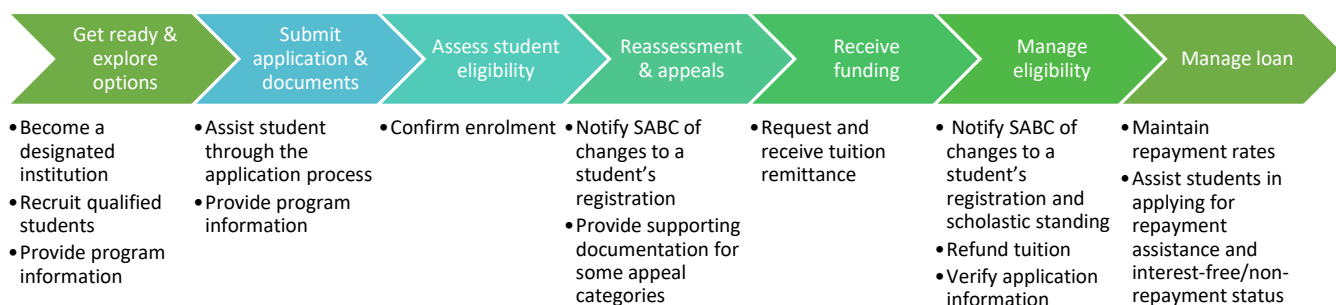 Get ready &
explore
options
Submit
application &
documents
Assess student
eligibility
Reassessment
& appeals
Receive
funding
Manage
eligibility
Manage loan
•Become a
designated
institution
•Recruit qualified
students
•Provide program
information
•Assist student
through the
application process
•Provide program
information
•Confirm enrolment
•Notify SABC of
changes to a
student's
registration
•Provide supporting
documentation for
some appeal
categories
•Request and
receive tuition
remittance
• Notify SABC of
changes to a
student's
registration and
scholastic standing
•Refund tuition
•Verify application
information
•Maintain
repayment rates
•Assist students in
applying for
repayment
assistance and
interest-free/non-
repayment status